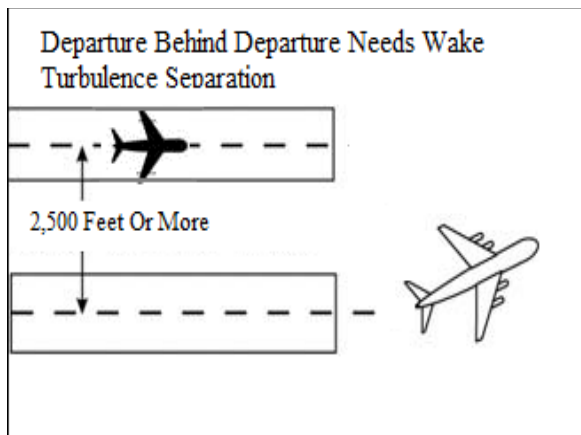 Departure Behind Departure Needs Wake
Turbulence Separation
2,500 Feet Or More